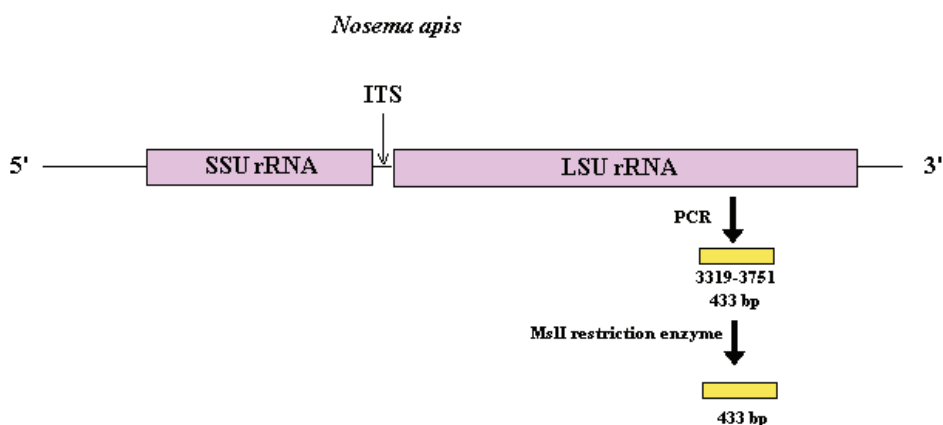 Nosema apis
ITS
5'
SSU rRNA
LSU rRNA
3'
PCR
3319-3751
433 bp
MslI restriction enzyme
433 bp